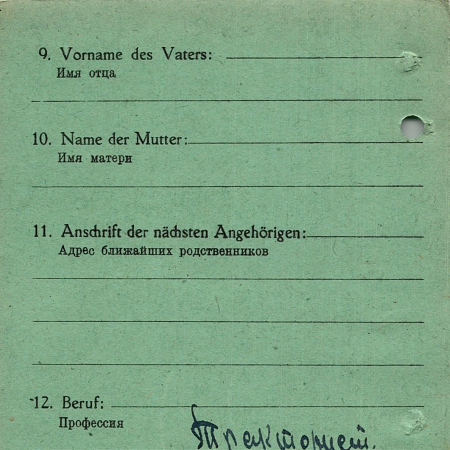 9. Vorname des Vaters:
Имя отца
10. Name der Mutter:
Имя матери
11. Anschrift der nächsten Angehörigen:
Адрес ближайших родственников
12. Beruf:
Профессия
Тракторист.